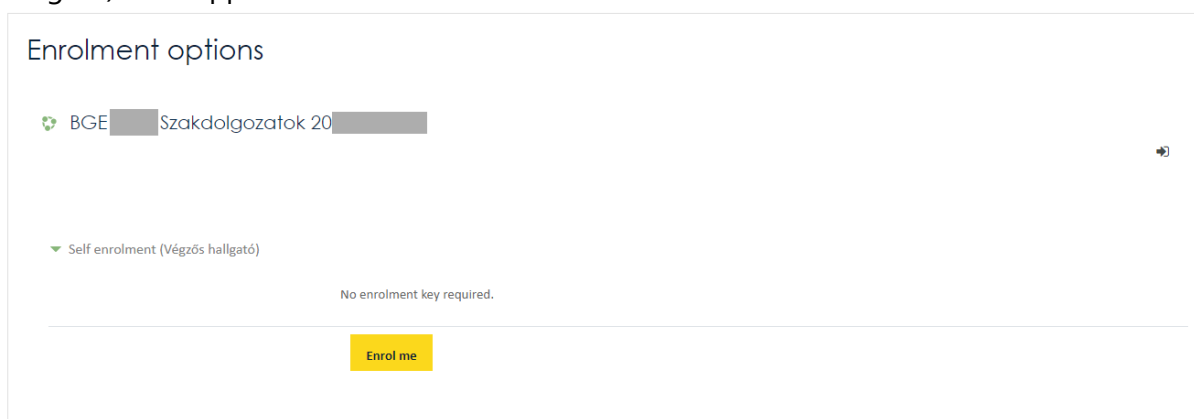 Enrolment options
BGE Szakdolgozatok 20
Self enrolment (Végzős hallgató)
No enrolment key required.
Enrol me